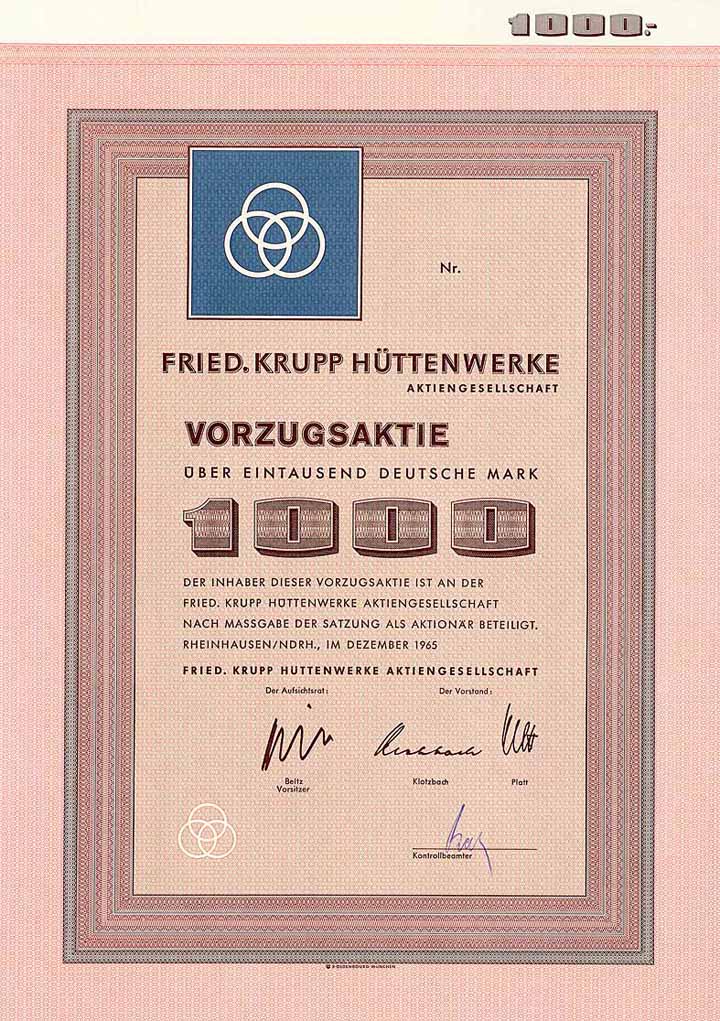 1000.-
Nr.
FRIED. KRUPP HÜTTENWERKE
AKTIENGESELLSCHAFT
VORZUGSAKTIE
ÜBER EINTAUSEND DEUTSCHE MARK
1000
DER INHABER DIESER VORZUGSAKTIE IST AN DER
FRIED. KRUPP HÜTTENWERKE AKTIENGESELLSCHAFT
NACH MASSGABE DER SATZUNG ALS AKTIONÄR BETEILIGT.
RHEINHAUSEN/NDRH., IM DEZEMBER 1965
FRIED. KRUPP HÜTTENWERKE AKTIENGESELLSCHAFT
Der Aufsichtsrat: Der Vorstand:
Beitz Klotzbach Platt
Vorsitzer
Kontrollbeamter
R. OLDENBOURG MÜNCHEN